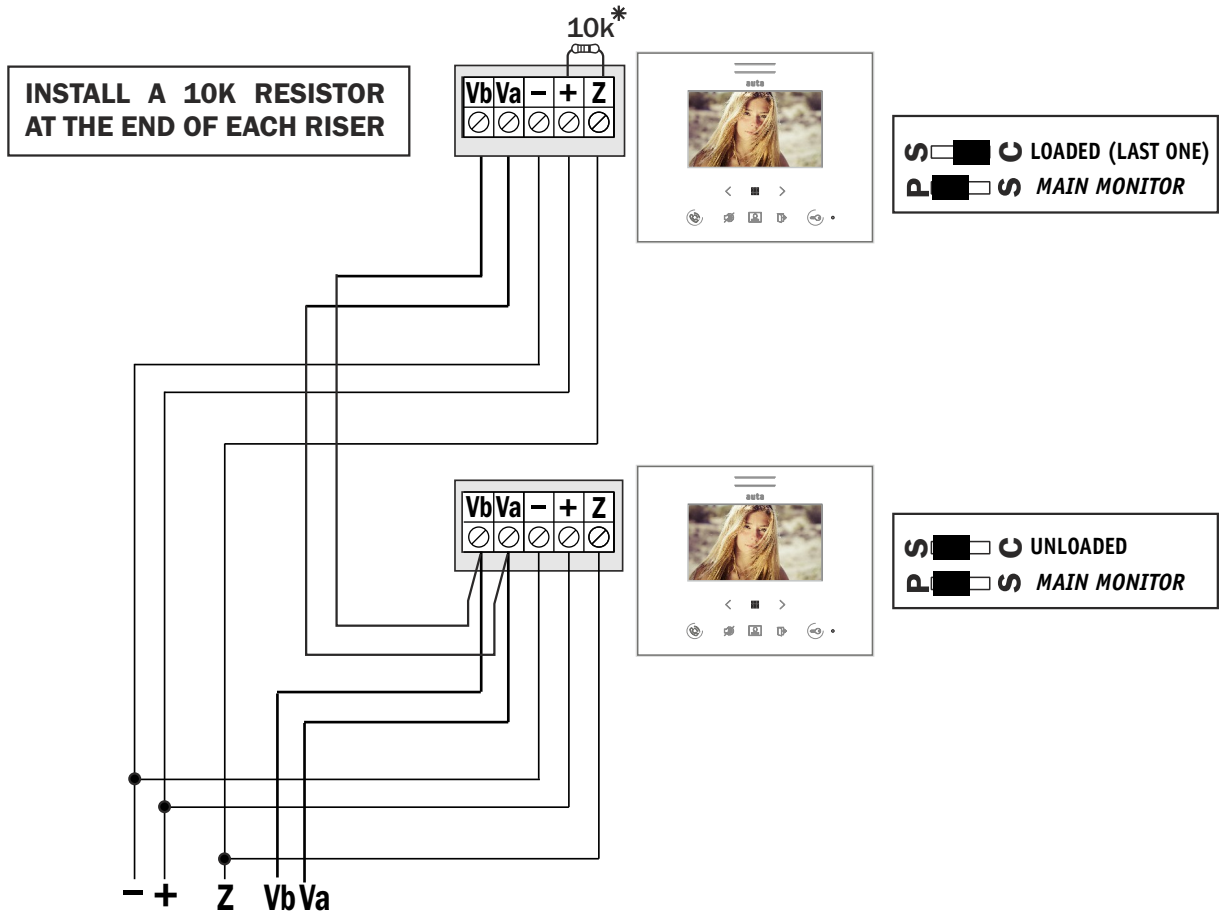 10k*
INSTALL A 10K RESISTOR
AT THE END OF EACH RISER
Vb Va − + Z
auta
S C LOADED (LAST ONE)
P S MAIN MONITOR
Vb Va − + Z
auta
S C UNLOADED
P S MAIN MONITOR
− + Z Vb Va